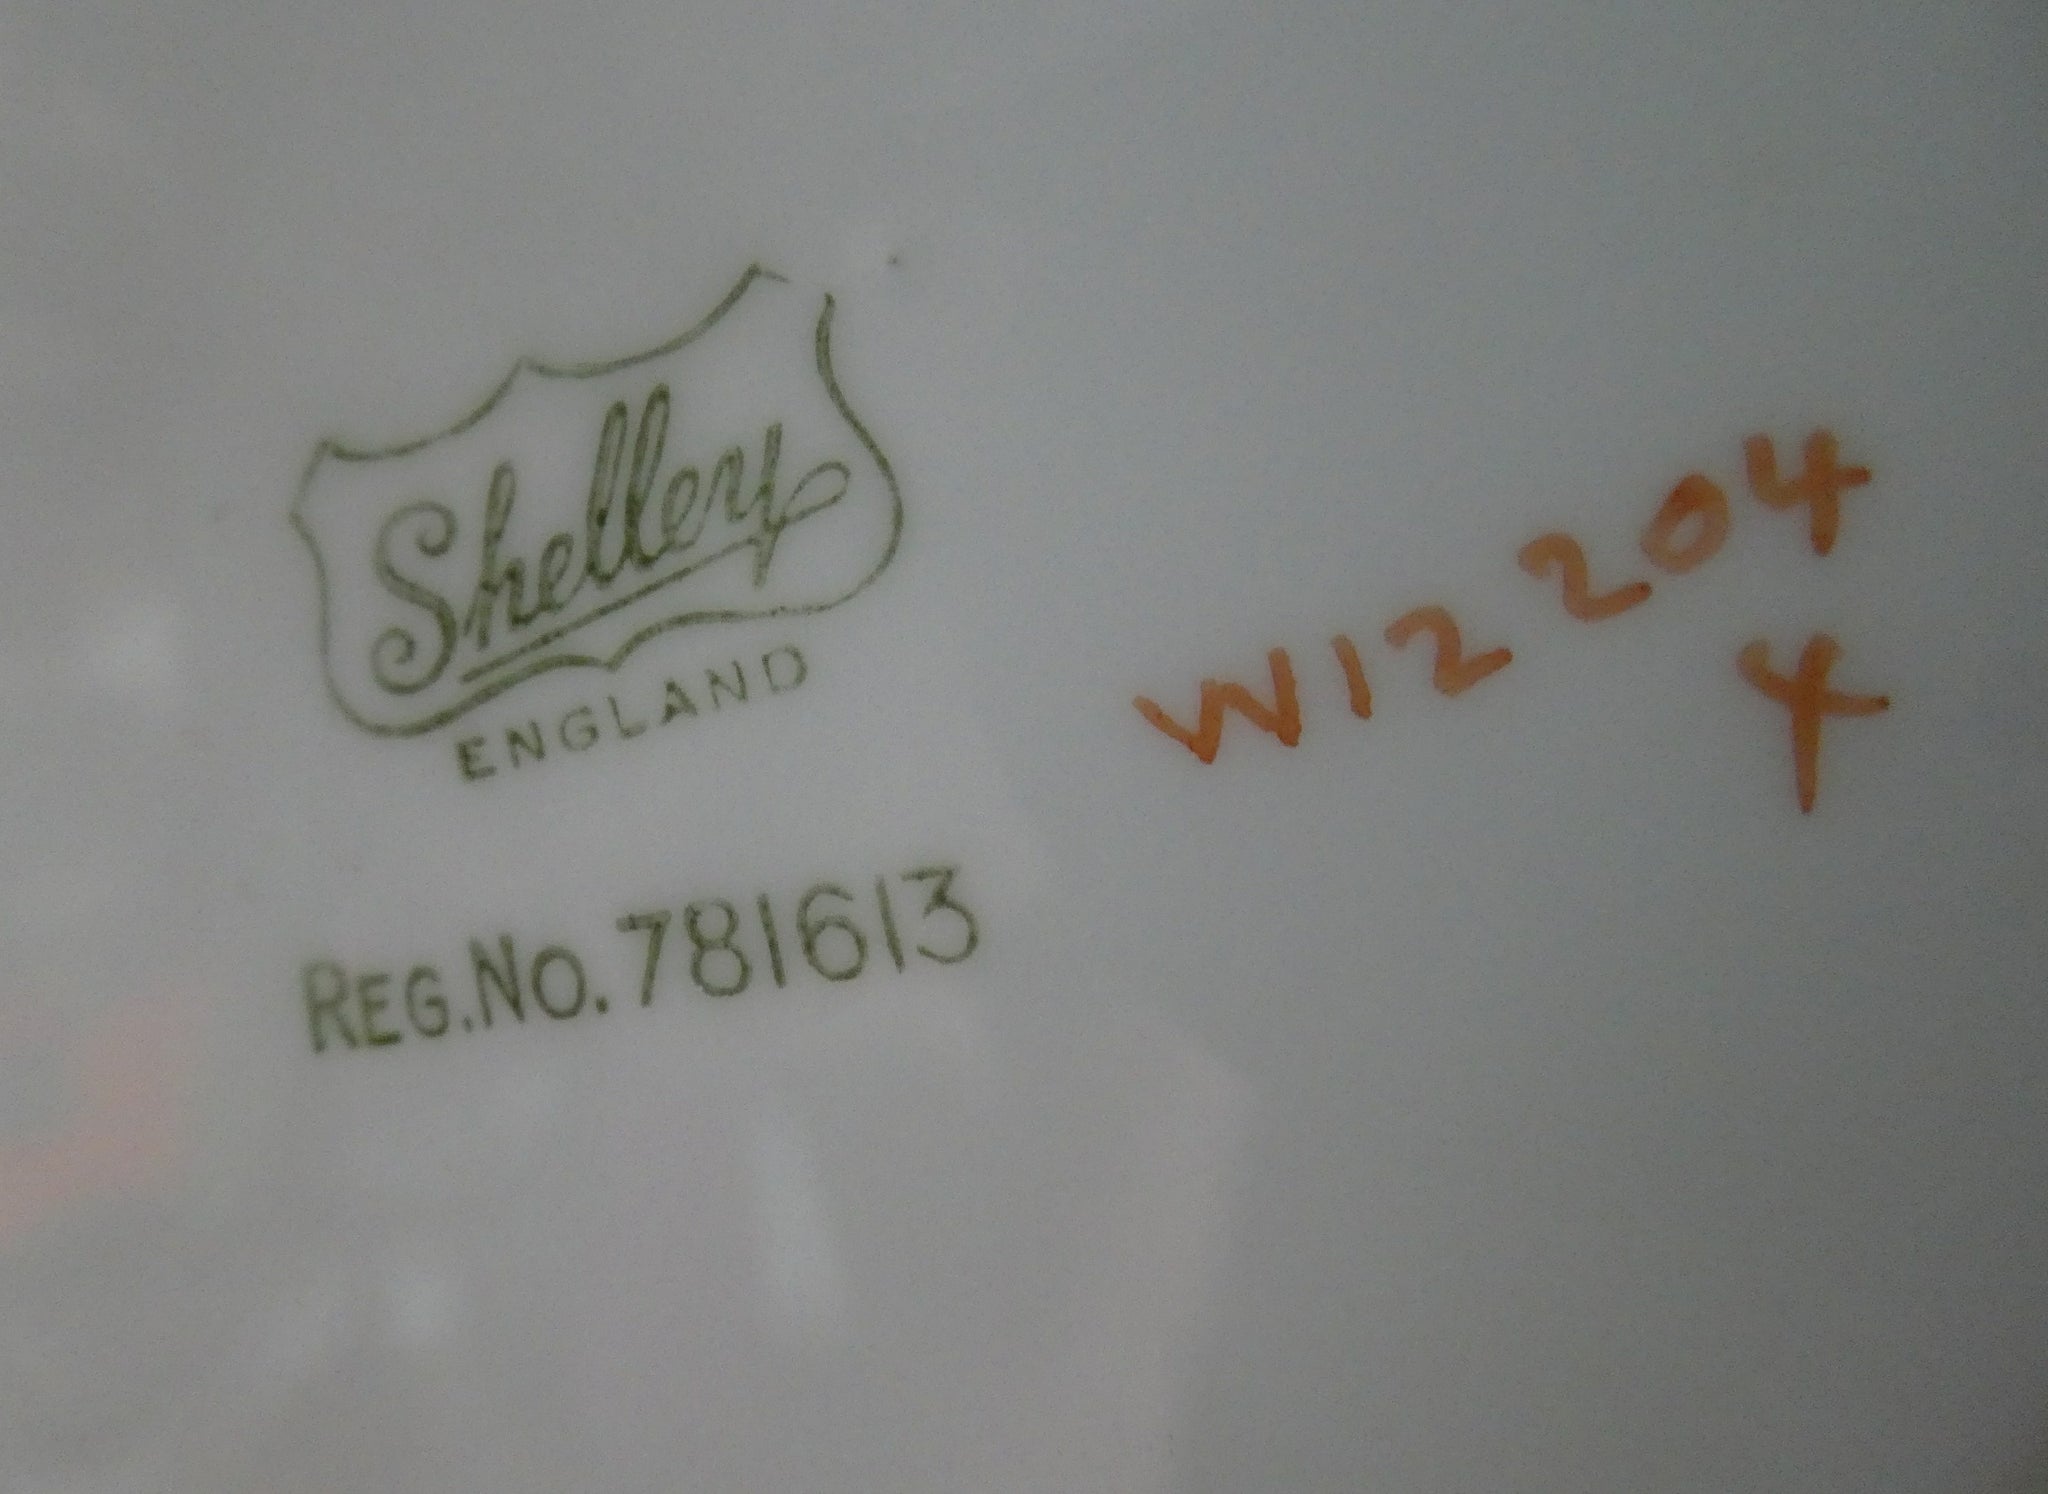 Shelley
ENGLAND
REG.NO.781613
W12204
4